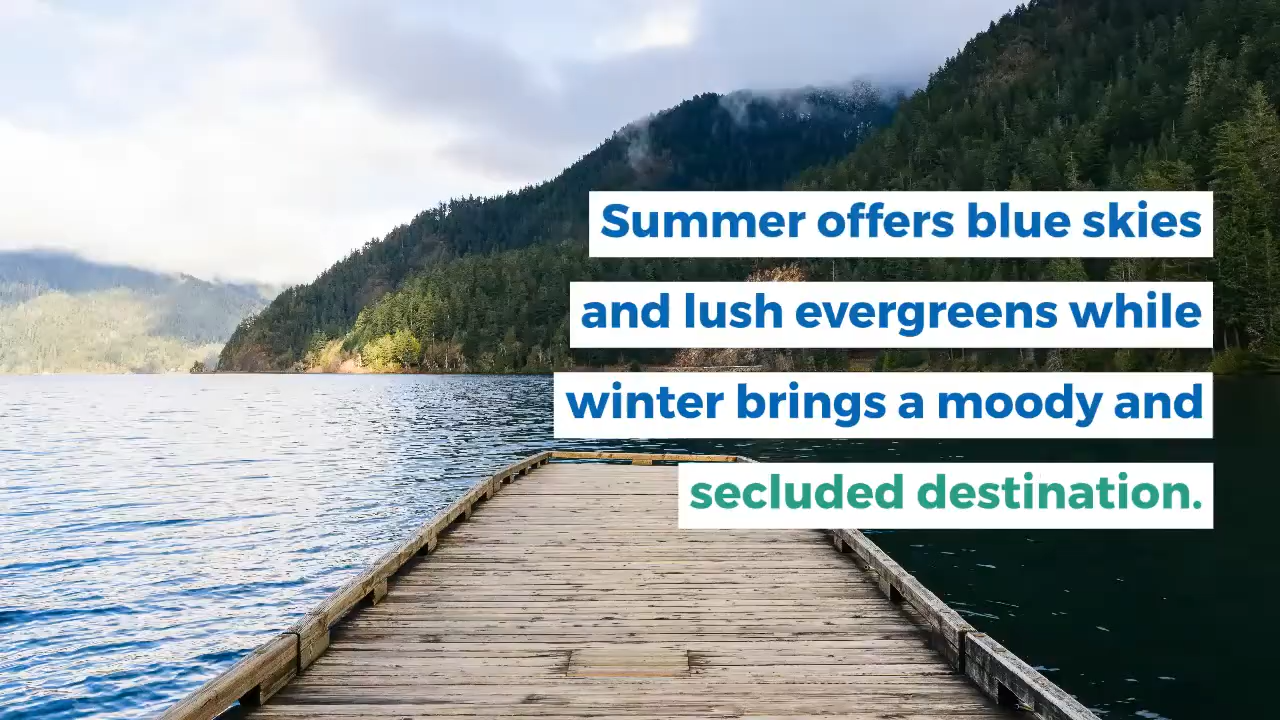 Summer offers blue skies
and lush evergreens while
winter brings a moody and
secluded destination.